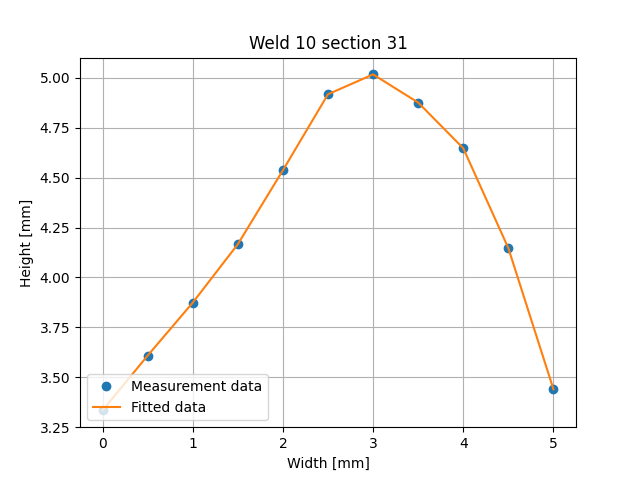 Weld 10 section 31
Height [mm]
5.00
4.75
4.50
4.25
4.00
3.75
3.50
3.25
Measurement data
Fitted data
0 1 2 3 4 5
Width [mm]